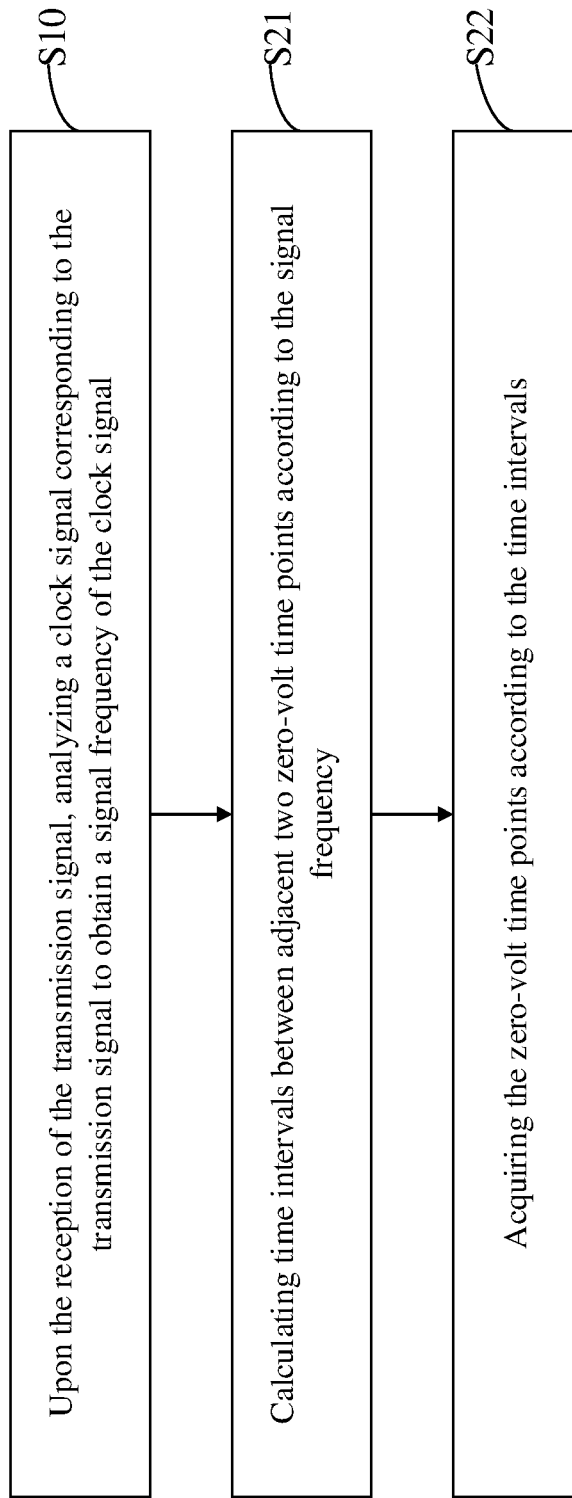 Upon the reception of the transmission signal, analyzing a clock signal corresponding to the
transmission signal to obtain a signal frequency of the clock signal
S10
Calculating time intervals between adjacent two zero-volt time points according to the signal
frequency
S21
Acquiring the zero-volt time points according to the time intervals
S22